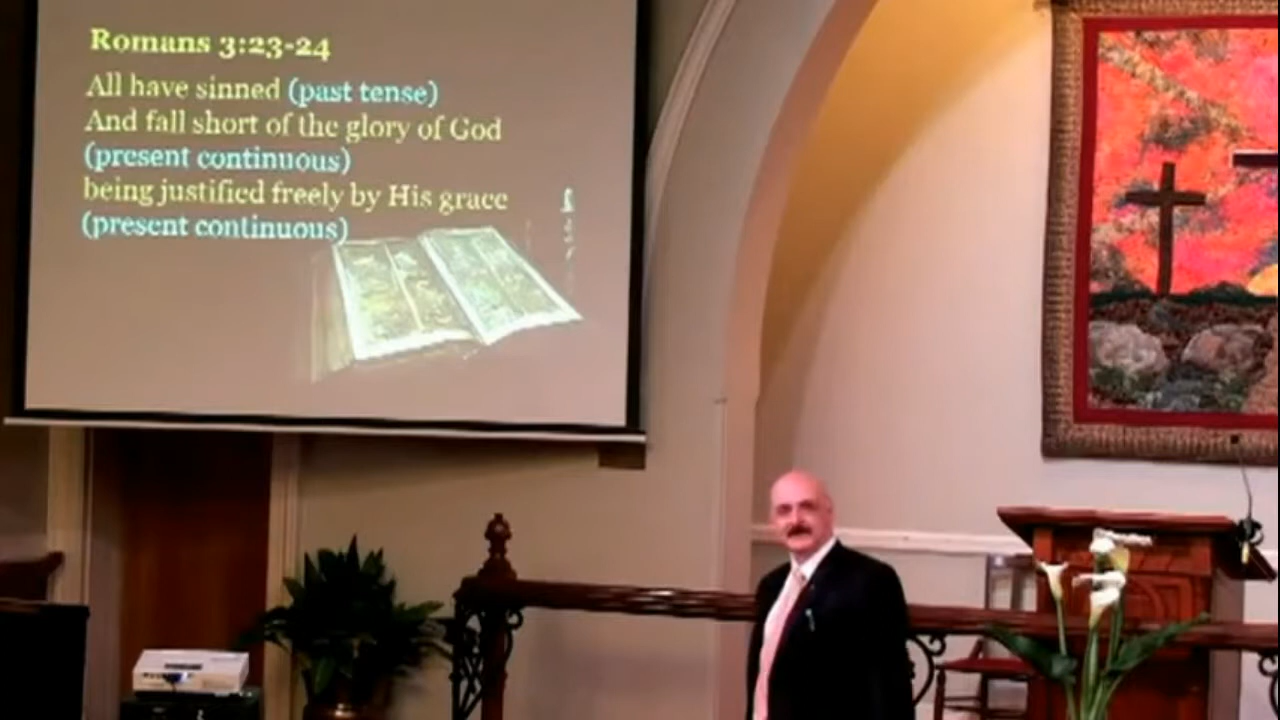 Romans 3:23-24
All have sinned (past tense)
And fall short of the glory of God
(present continuous)
being justified freely by His grace
(present continuous)